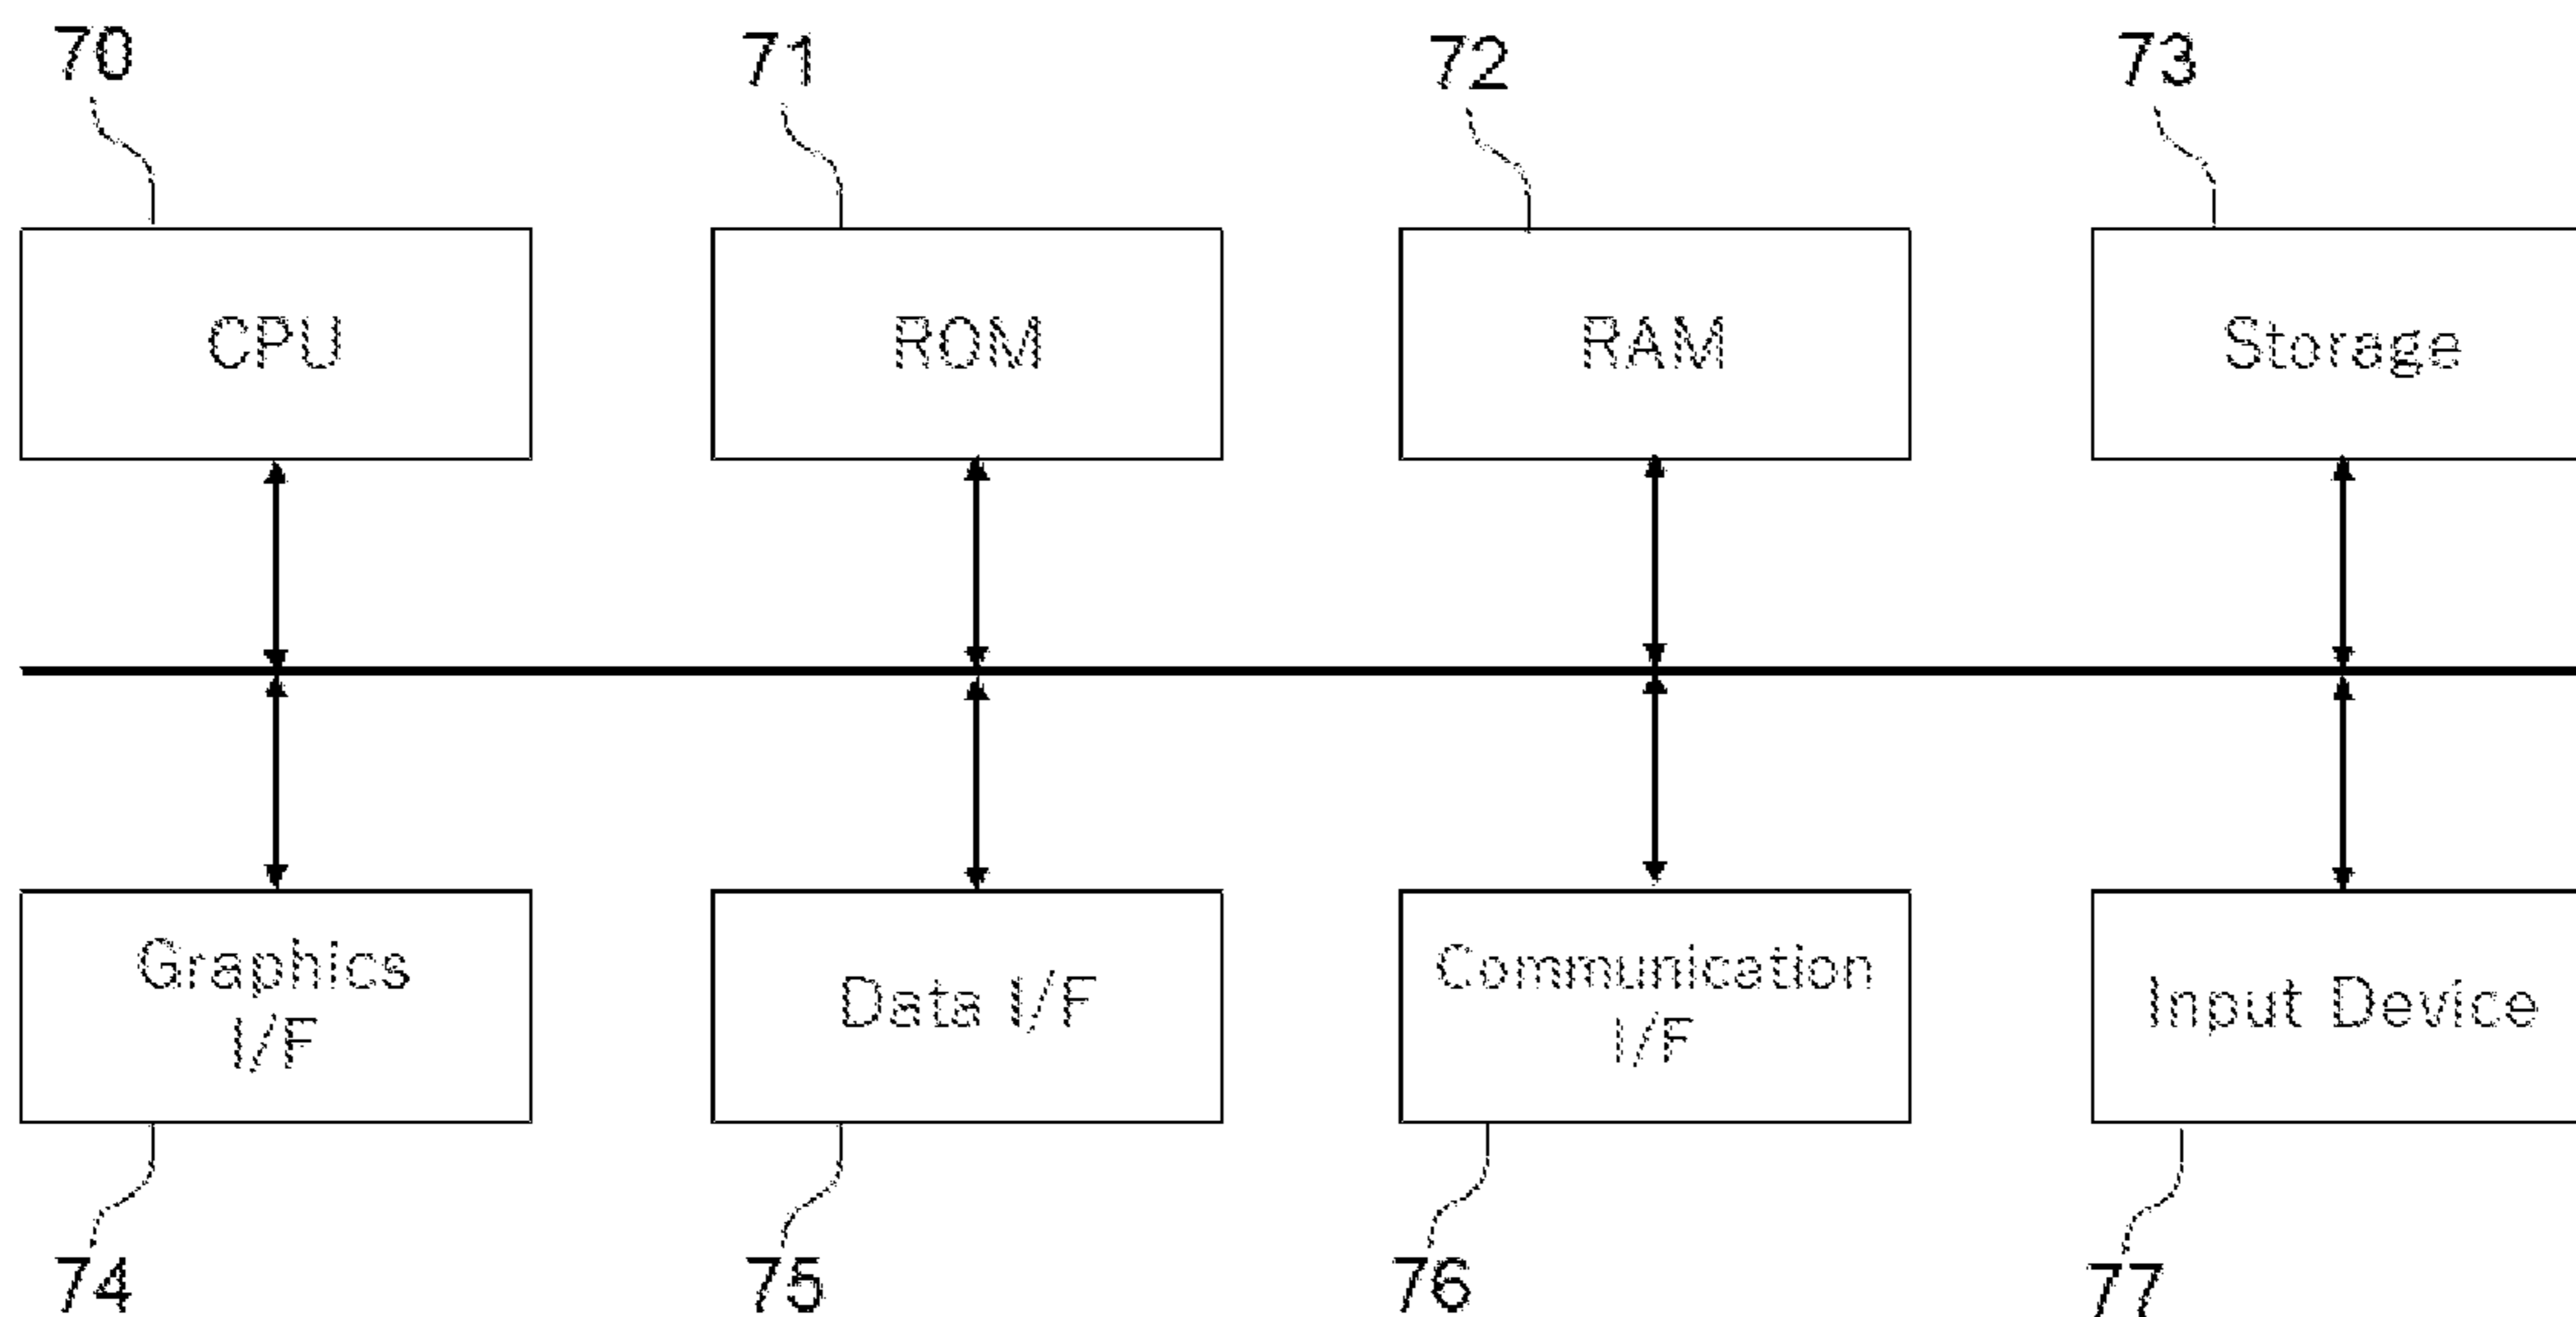 70
71
72
73
CPU
ROM
RAM
Storage
Graphics
I/F
Data I/F
Communication
I/F
Input Device
74
75
76
77